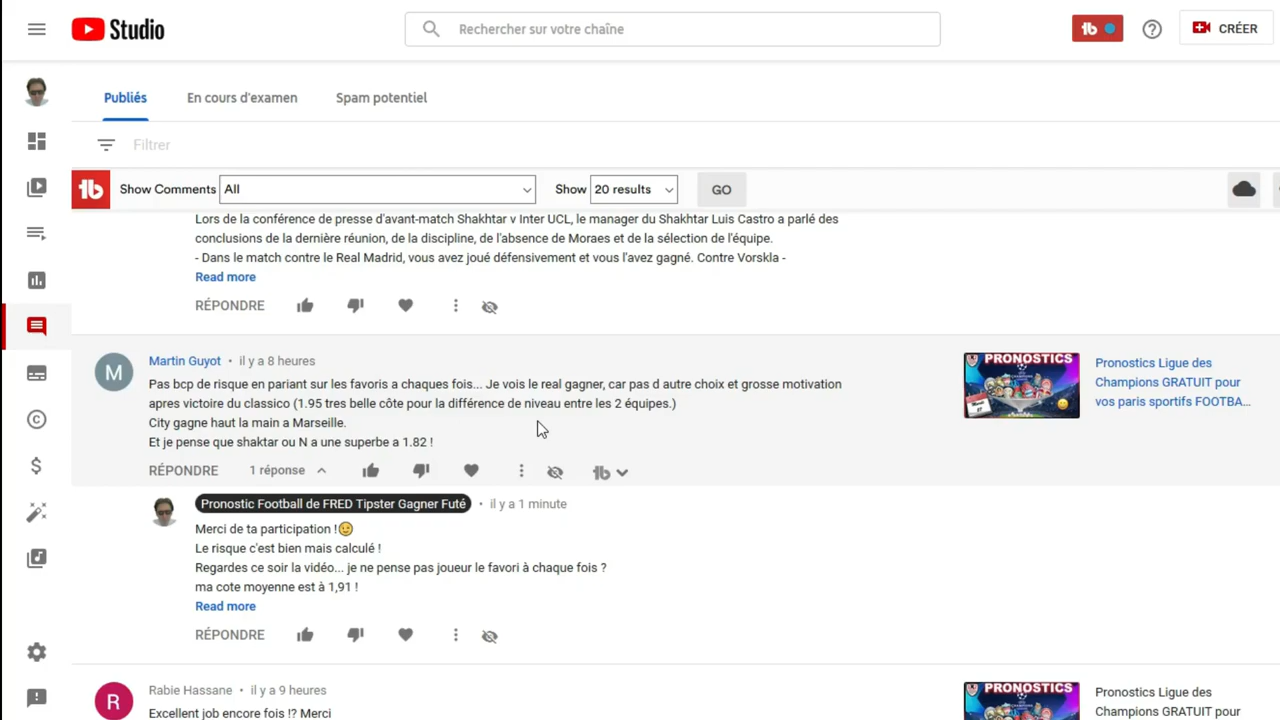 Studio
Rechercher sur votre chaîne
CRÉER
Publiés
En cours d'examen
Spam potentiel
Filtrer
Show Comments
All
Show
20 results
GO
Lors de la conférence de presse d'avant-match Shakhtar v Inter UCL, le manager du Shakhtar Luis Castro a parlé des
conclusions de la dernière réunion, de la discipline, de l'absence de Moraes et de la sélection de l'équipe.
- Dans le match contre le Real Madrid, vous avez joué défensivement et vous l'avez gagné. Contre Vorskla -
Read more
RÉPONDRE
M
Martin Guyot • il y a 8 heures
Pas bcp de risque en pariant sur les favoris a chaques fois... Je vois le real gagner, car pas d autre choix et grosse motivation
apres victoire du classico (1.95 tres belle côte pour la différence de niveau entre les 2 équipes.)
City gagne haut la main a Marseille.
Et je pense que shaktar ou N a une superbe a 1.82 !
PRONOSTICS
Pronostics Ligue des
Champions GRATUIT pour
vos paris sportifs FOOTBA...
RÉPONDRE
1 réponse
Pronostic Football de FRED Tipster Gagner Futé • il y a 1 minute
Merci de ta participation !😉
Le risque c'est bien mais calculé !
Regardes ce soir la vidéo... je ne pense pas joueur le favori à chaque fois ?
ma cote moyenne est à 1,91 !
Read more
RÉPONDRE
R
Rabie Hassane • il y a 9 heures
Excellent job encore fois !? Merci
PRONOSTICS
Pronostics Ligue des
Champions GRATUIT pour